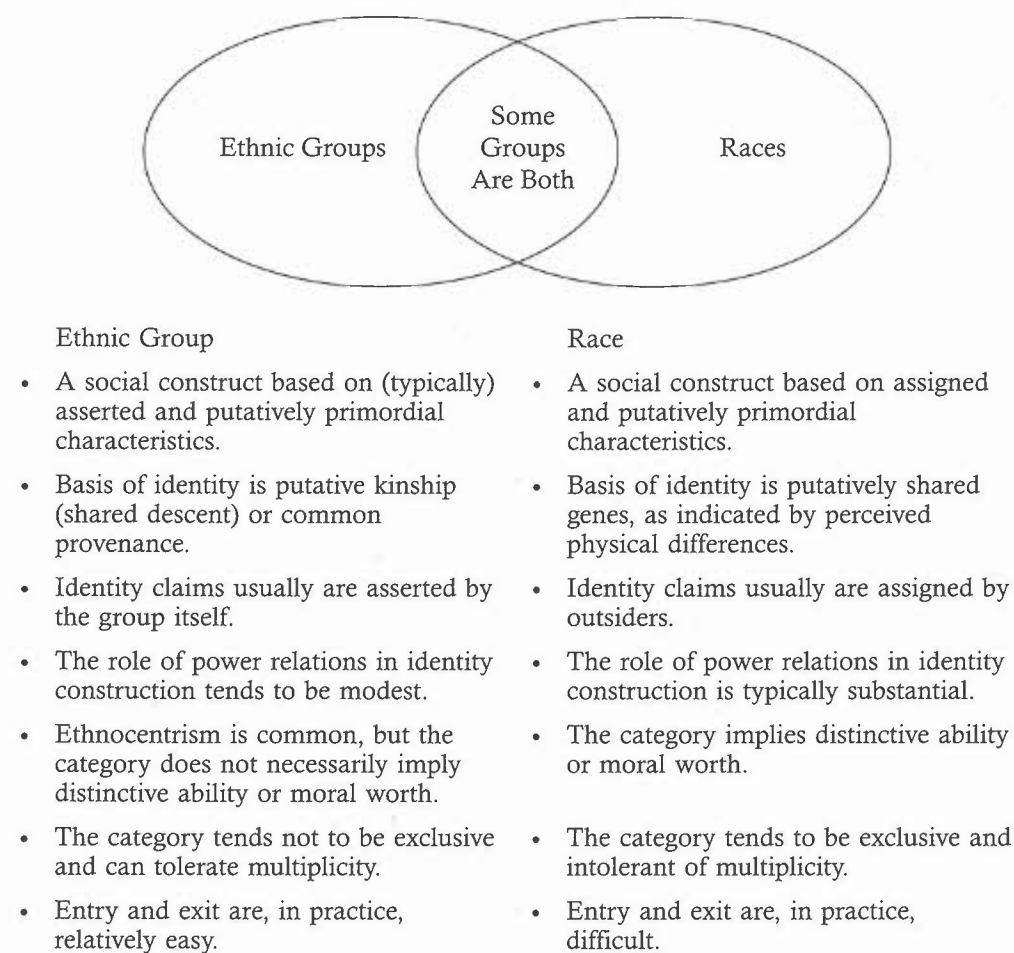 Ethnic Groups
Some
Groups
Are Both
Races
Ethnic Group
• A social construct based on (typically)
asserted and putatively primordial
characteristics.
• Basis of identity is putative kinship
(shared descent) or common
provenance.
• Identity claims usually are asserted by
the group itself.
• The role of power relations in identity
construction tends to be modest.
• Ethnocentrism is common, but the
category does not necessarily imply
distinctive ability or moral worth.
• The category tends not to be exclusive
and can tolerate multiplicity.
• Entry and exit are, in practice,
relatively easy.
Race
• A social construct based on assigned
and putatively primordial
characteristics.
• Basis of identity is putatively shared
genes, as indicated by perceived
physical differences.
• Identity claims usually are assigned by
outsiders.
• The role of power relations in identity
construction is typically substantial.
• The category implies distinctive ability
or moral worth.
• The category tends to be exclusive and
intolerant of multiplicity.
• Entry and exit are, in practice,
difficult.